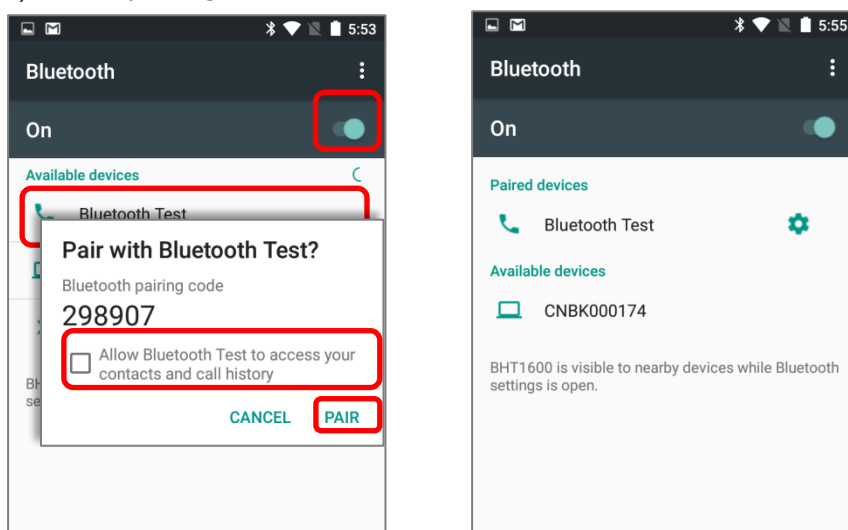 5:53
Bluetooth
On
Available devices
Bluetooth Test
Pair with Bluetooth Test?
Bluetooth pairing code
298907
Allow Bluetooth Test to access your
contacts and call history
CANCEL PAIR
BH
se
5:55
Bluetooth
On
Paired devices
Bluetooth Test
Available devices
CNBK000174
BHT1600 is visible to nearby devices while Bluetooth
settings is open.